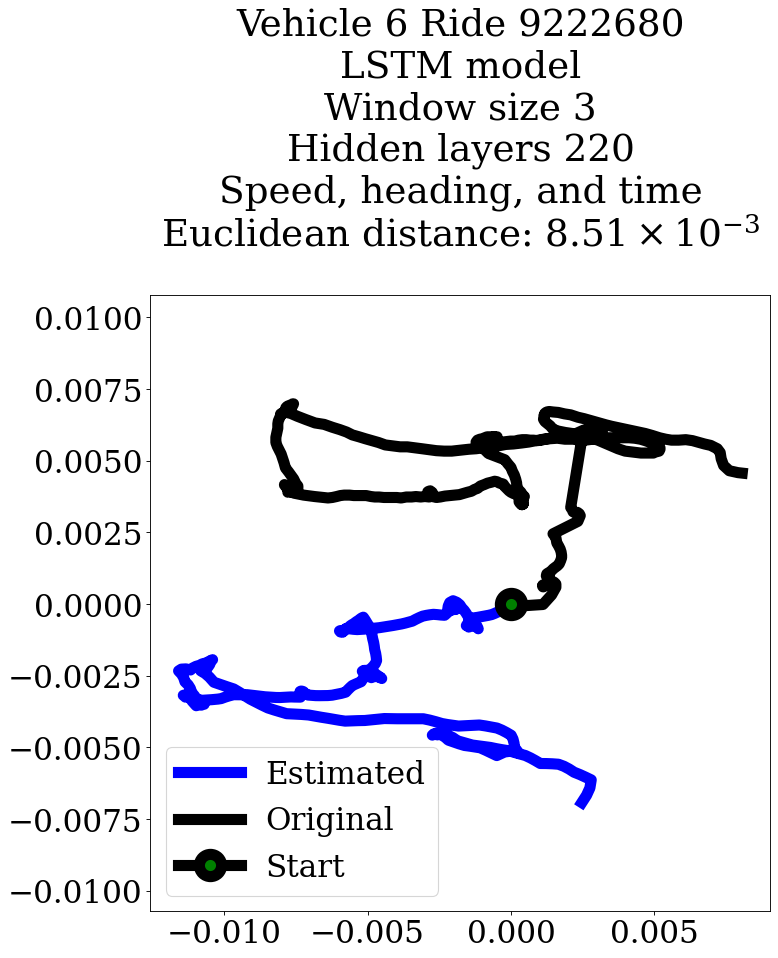 Vehicle 6 Ride 9222680
LSTM model
Window size 3
Hidden layers 220
Speed, heading, and time
Euclidean distance: 8.51 × 10⁻³
0.0100
0.0075
0.0050
0.0025
0.0000
−0.0025
−0.0050
−0.0075
−0.0100
Estimated
Original
Start
−0.010 −0.005 0.000 0.005